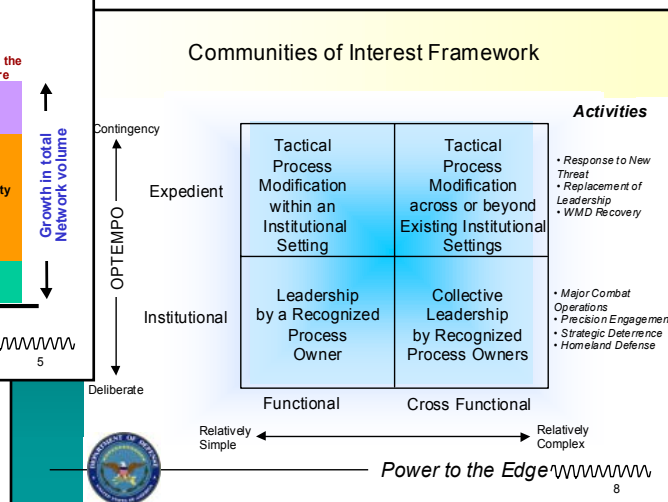 the
re
ty
Growth in total
Network volume
5
Communities of Interest Framework
Activities
Contingency
OPTEMPO
Deliberate
Expedient
Tactical
Process
Modification
within an
Institutional
Setting
Tactical
Process
Modification
across or beyond
Existing Institutional
Settings
• Response to New
Threat
• Replacement of
Leadership
• WMD Recovery
Institutional
Leadership
by a Recognized
Process
Owner
Collective
Leadership
by Recognized
Process Owners
• Major Combat
Operations
• Precision Engagemen
• Strategic Deterrence
• Homeland Defense
Functional
Cross Functional
Relatively
Simple
Relatively
Complex
DEPARTMENT OF DEFENSE
Power to the Edge
8